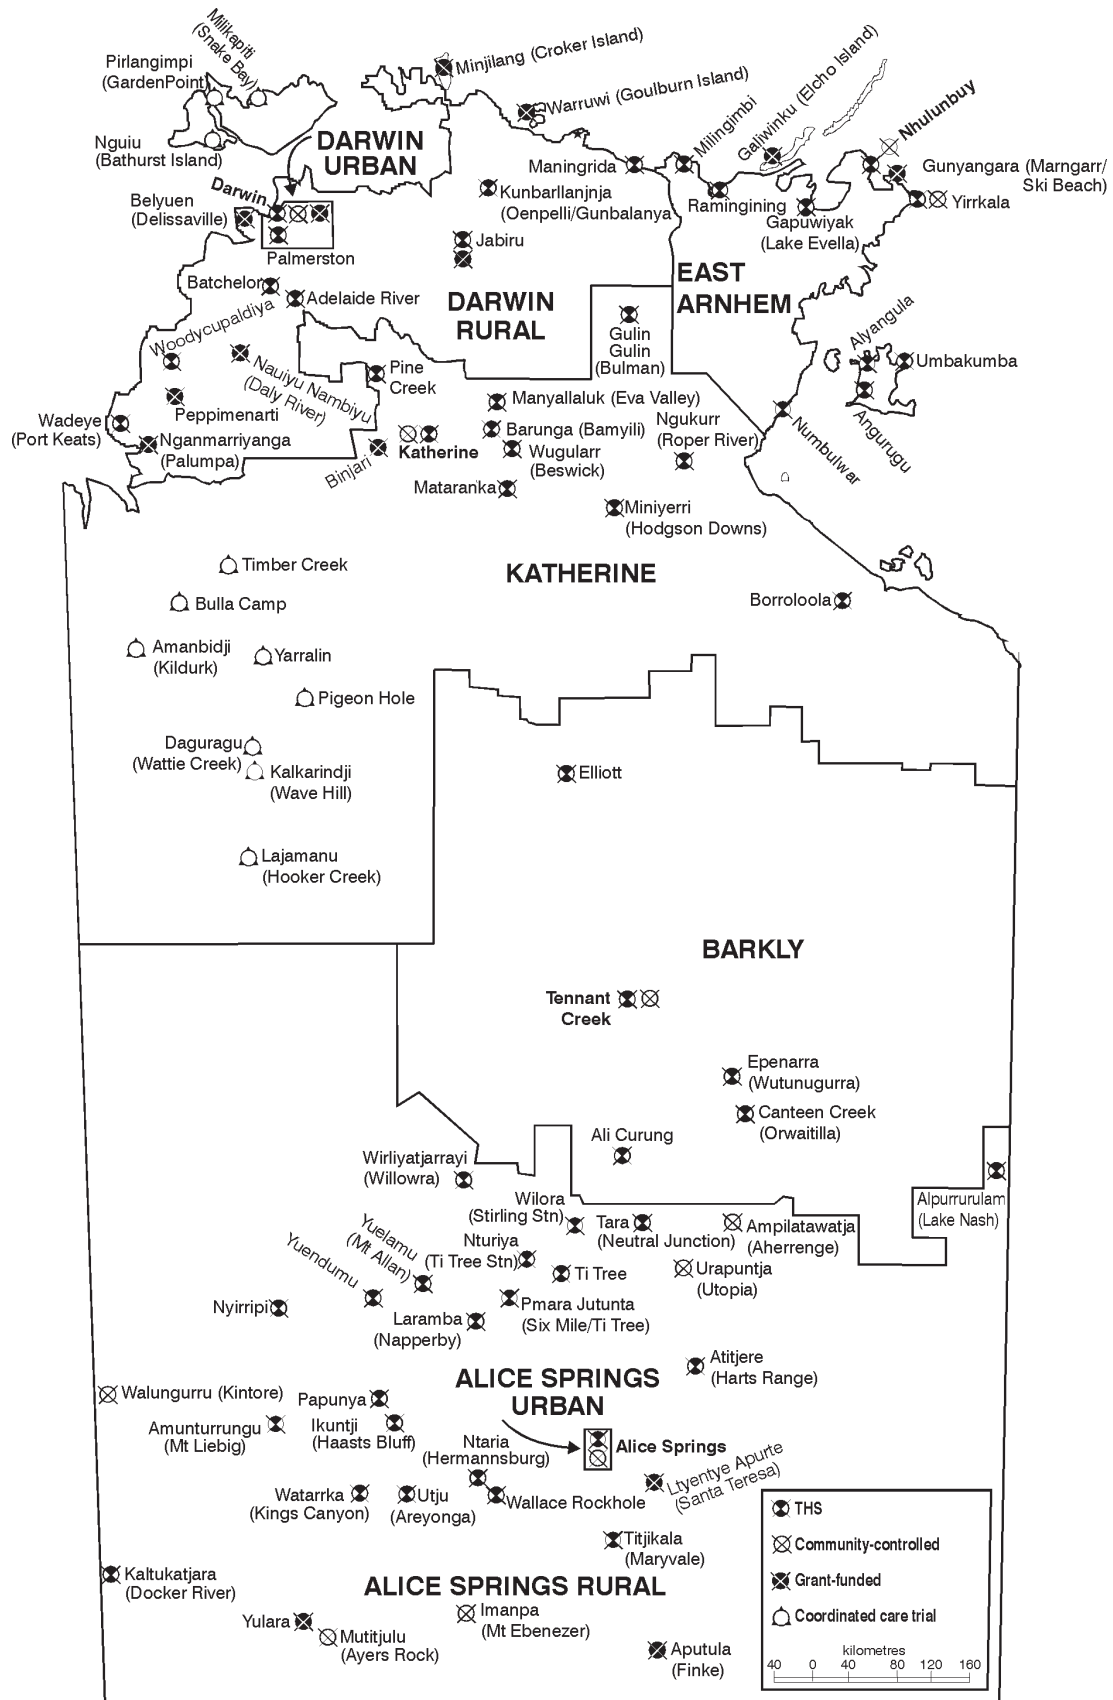 Milikapiti
(Snake Bay)
Pirlangimpi
(GardenPoint)
Nguiu
(Bathurst Island)
Minjilang (Croker Island)
Warruwi (Goulburn Island)
DARWIN
URBAN
Darwin
Belyuen
(Delissaville)
Palmerston
Maningrida
Milingimbi
Galiwinku (Elcho Island)
Nhulunbuy
Gunyangara (Marngarr/
Ski Beach)
Yirrkala
Kunbarllanjnja
(Oenpelli/Gunbalanya
Ramingining
Gapuwiyak
(Lake Evella)
Jabiru
EAST
ARNHEM
Batchelor
Adelaide River
DARWIN
RURAL
Woodycupaldiya
Nauiyu Nambiyu
(Daly River)
Peppimenarti
Wadeye
(Port Keats)
Nganmarriyanga
(Palumpa)
Gulin
Gulin
(Bulman)
Alyangula
Umbakumba
Angurugu
Numbulwar
Pine
Creek
Manyallaluk (Eva Valley)
Barunga (Bamyili)
Ngukurr
(Roper River)
Katherine
Wugularr
(Beswick)
Binjari
Mataranka
Miniyerri
(Hodgson Downs)
KATHERINE
Timber Creek
Bulla Camp
Borroloola
Amanbidji
(Kildurk)
Yarralin
Pigeon Hole
Daguragu
(Wattie Creek)
Kalkarindji
(Wave Hill)
Elliott
Lajamanu
(Hooker Creek)
BARKLY
Tennant
Creek
Epenarra
(Wutunugurra)
Canteen Creek
(Orwaitilla)
Ali Curung
Wirliyatjarrayi
(Willowra)
Alpurrurulam
(Lake Nash)
Wilora
(Stirling Stn)
Tara
(Neutral Junction)
Ampilatawatja
(Aherrenge)
Nturiya
(Ti Tree Stn)
Yuelamu
(Mt Allan)
Yuendumu
Ti Tree
Urapuntja
(Utopia)
Nyirripi
Laramba
(Napperby)
Pmara Jutunta
(Six Mile/Ti Tree)
Atitjere
(Harts Range)
ALICE SPRINGS
URBAN
Walungurru (Kintore)
Papunya
Amunturrungu
(Mt Liebig)
Ikuntji
(Haasts Bluff)
Ntaria
(Hermannsburg)
Alice Springs
Ltyentye Apurte
(Santa Teresa)
Watarrka
(Kings Canyon)
Utju
(Areyonga)
Wallace Rockhole
Titjikala
(Maryvale)
Kaltukatjara
(Docker River)
ALICE SPRINGS RURAL
Yulara
Mutitjulu
(Ayers Rock)
Imanpa
(Mt Ebenezer)
Aputula
(Finke)
THS
Community-controlled
Grant-funded
Coordinated care trial
kilometres
40 0 40 80 120 160